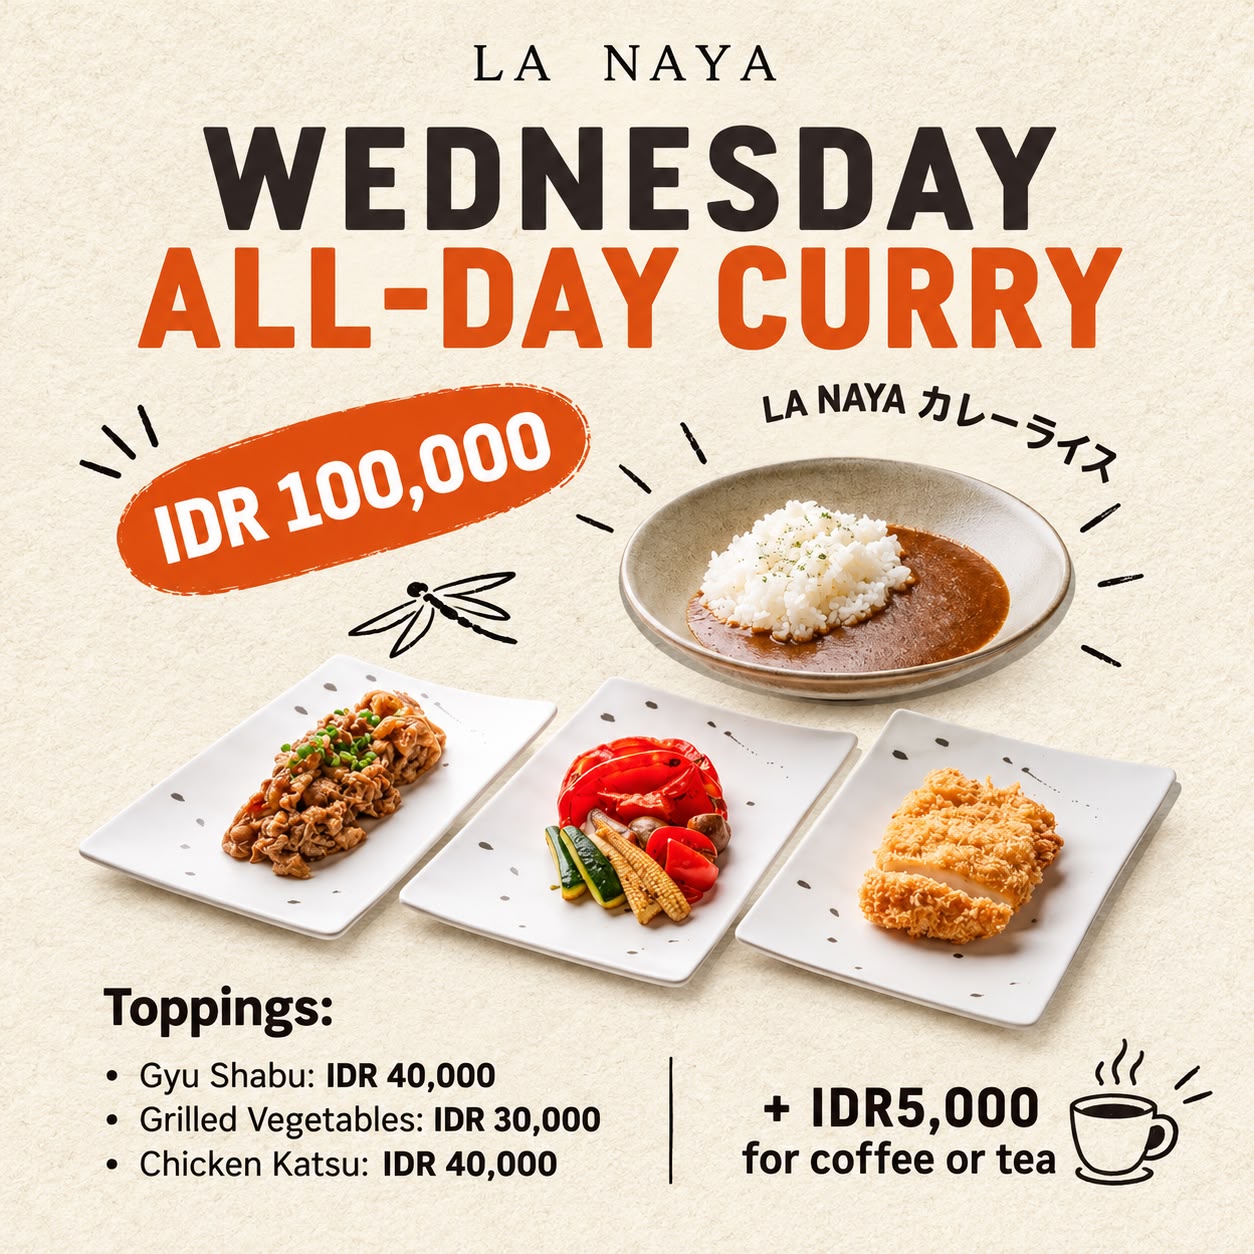 LA NAYA
WEDNESDAY
ALL-DAY CURRY
IDR 100,000
LA NAYA カレーライス
Toppings:
• Gyu Shabu: IDR 40,000
• Grilled Vegetables: IDR 30,000
• Chicken Katsu: IDR 40,000
+ IDR5,000
for coffee or tea